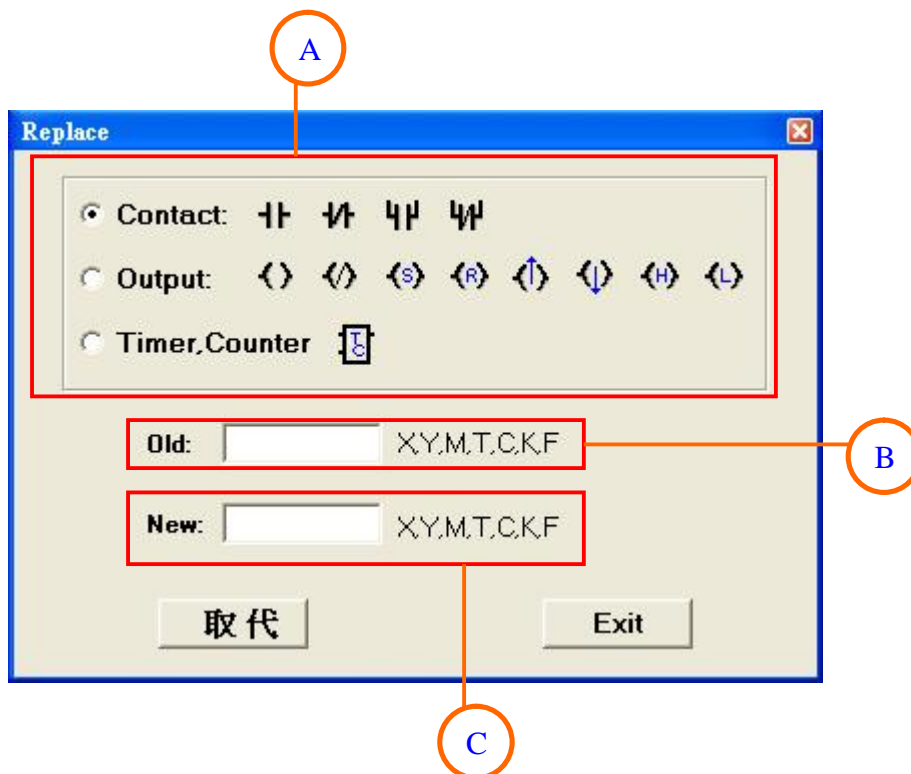 A
Replace
Contact:
Output: S R H L
Timer,Counter T C
Old: X,Y,M,T,C,K,F
B
New: X,Y,M,T,C,K,F
取代 Exit
C